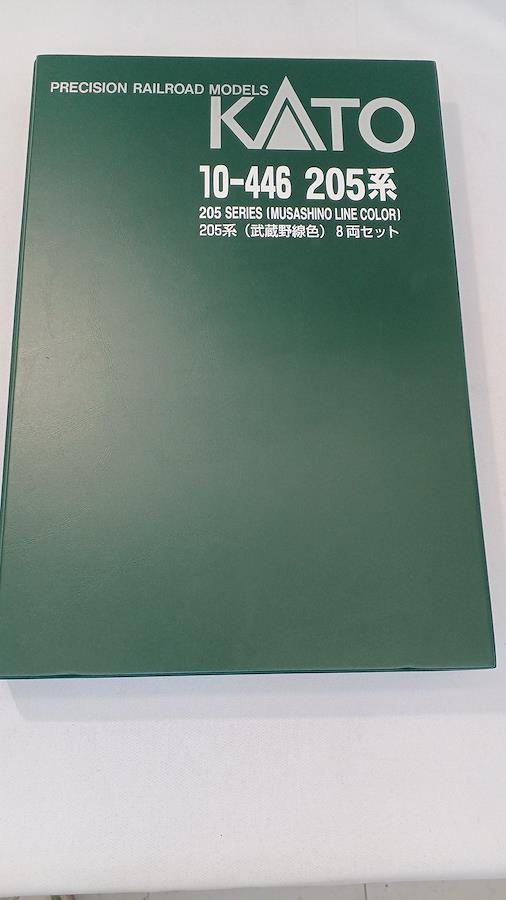 PRECISION RAILROAD MODELS
KATO
10-446 205系
205 SERIES (MUSASHINO LINE COLOR)
205系（武蔵野線色）8両セット